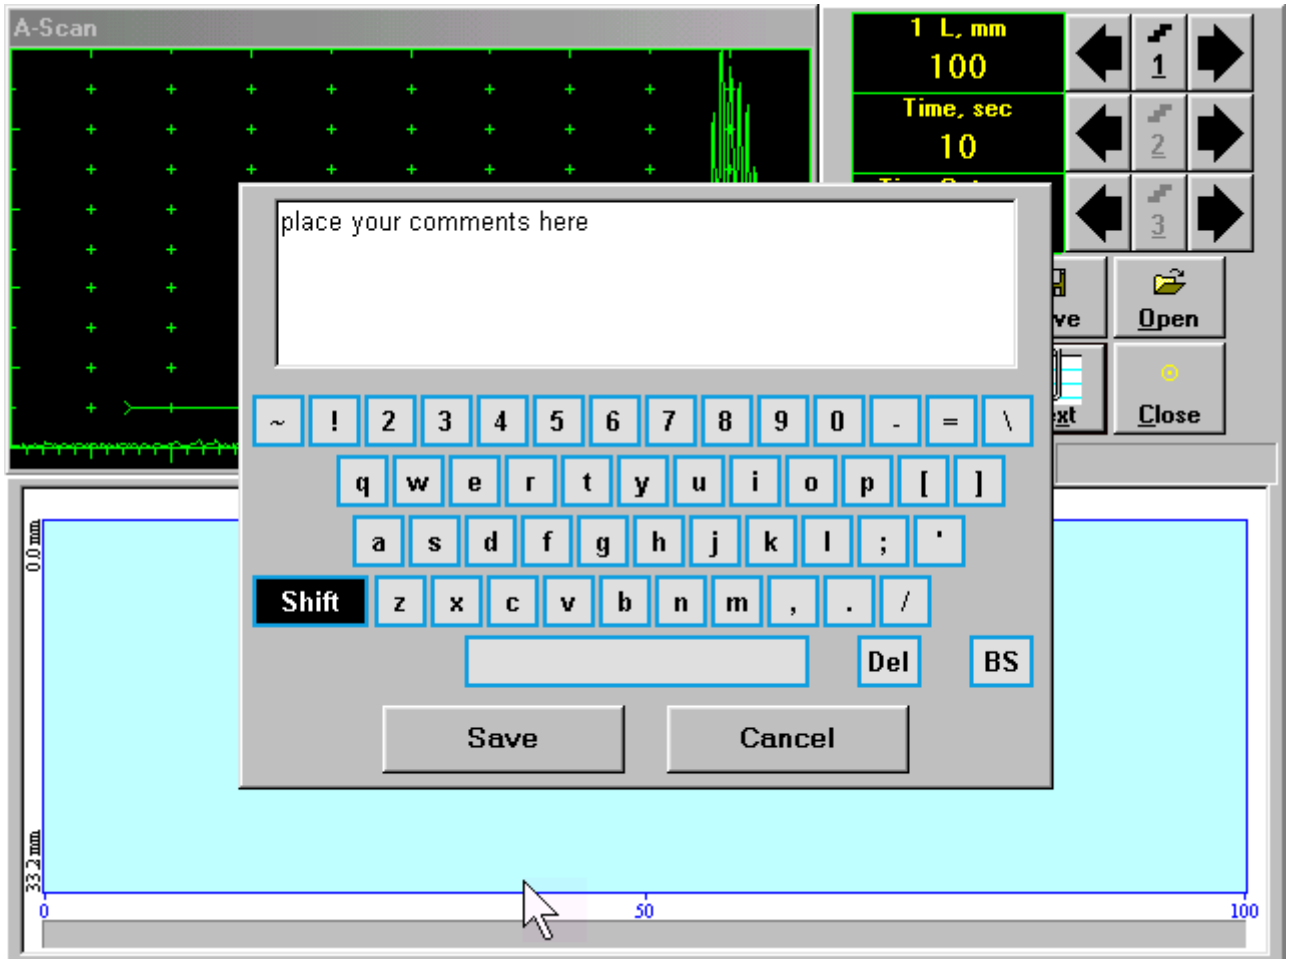 A-Scan
1 L, mm
100
1
Time, sec
10
2
3
place your comments here
Open
Close
~ ! 2 3 4 5 6 7 8 9 0 - = \
q w e r t y u i o p [ ]
a s d f g h j k l ; '
Shift z x c v b n m , . /
Del BS
Save Cancel
0.0 mm
33.2 mm
0 50 100